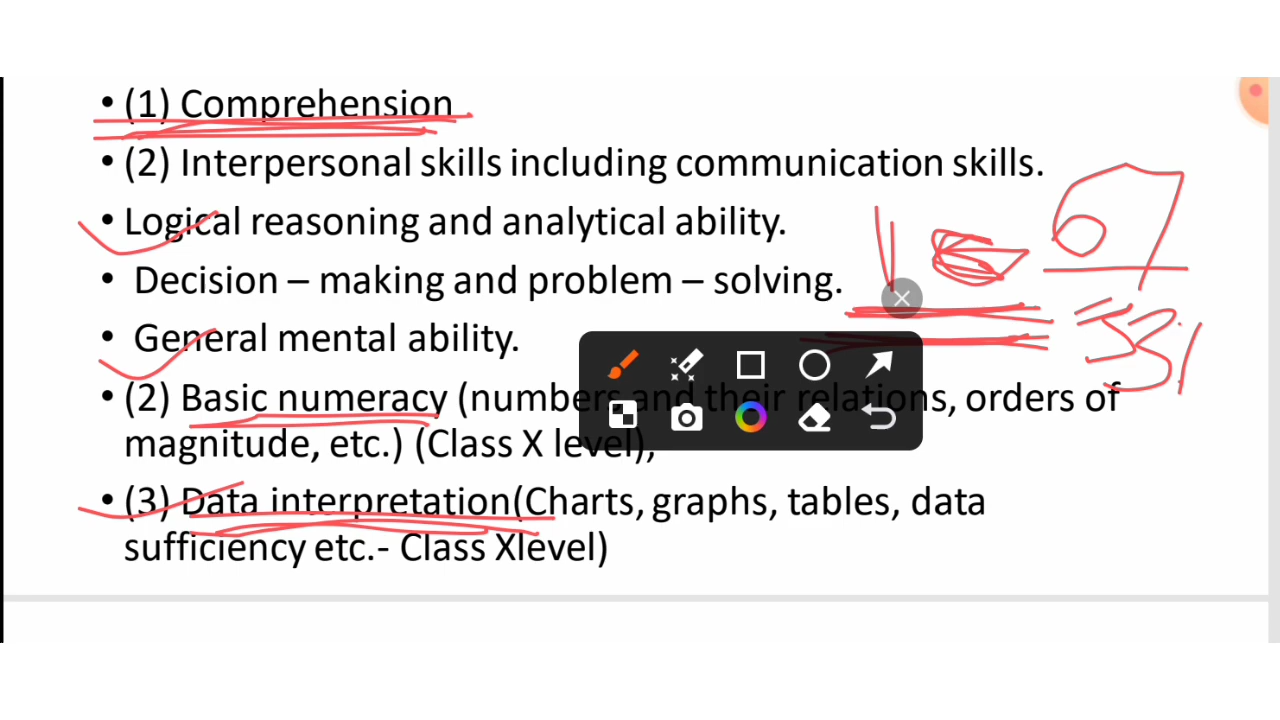 • (1) Comprehension
• (2) Interpersonal skills including communication skills.
• Logical reasoning and analytical ability.
• Decision – making and problem – solving.
• General mental ability.
• (2) Basic numeracy (numbers and their relations, orders of
magnitude, etc.) (Class X level),
• (3) Data interpretation(Charts, graphs, tables, data
sufficiency etc.- Class Xlevel)